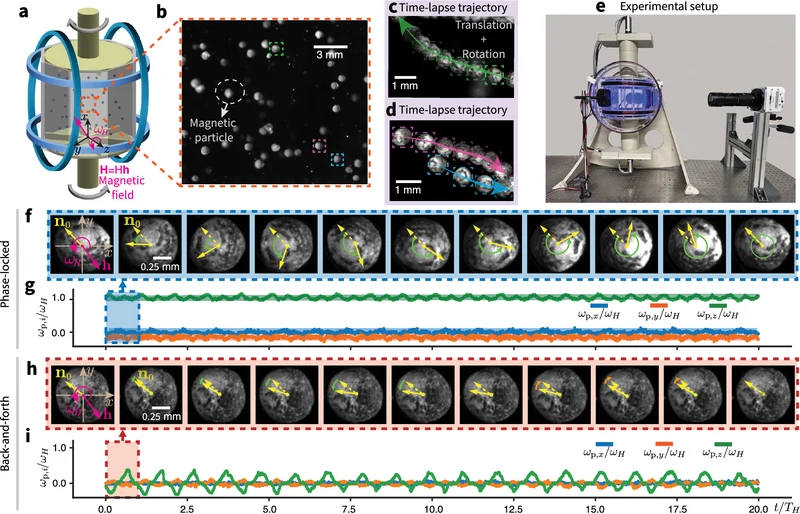 a
x
y
z
ω_H
H=Hh
Magnetic
field
b
3 mm
Magnetic
particle
c Time-lapse trajectory
Translation
+
Rotation
1 mm
d Time-lapse trajectory
1 mm
e Experimental setup
Phase-locked
f
n₀ y
x
ω_H h
n₀
0.25 mm
g
ω_p,i/ω_H
1.0
0.0
ω_p,x/ω_H ω_p,y/ω_H ω_p,z/ω_H
Back-and-forth
h
n₀ y
x
ω_H h
n₀
0.25 mm
i
ω_p,i/ω_H
1.0
0.0
ω_p,x/ω_H ω_p,y/ω_H ω_p,z/ω_H
0.0 2.5 5.0 7.5 10.0 12.5 15.0 17.5 20.0 t/T_H